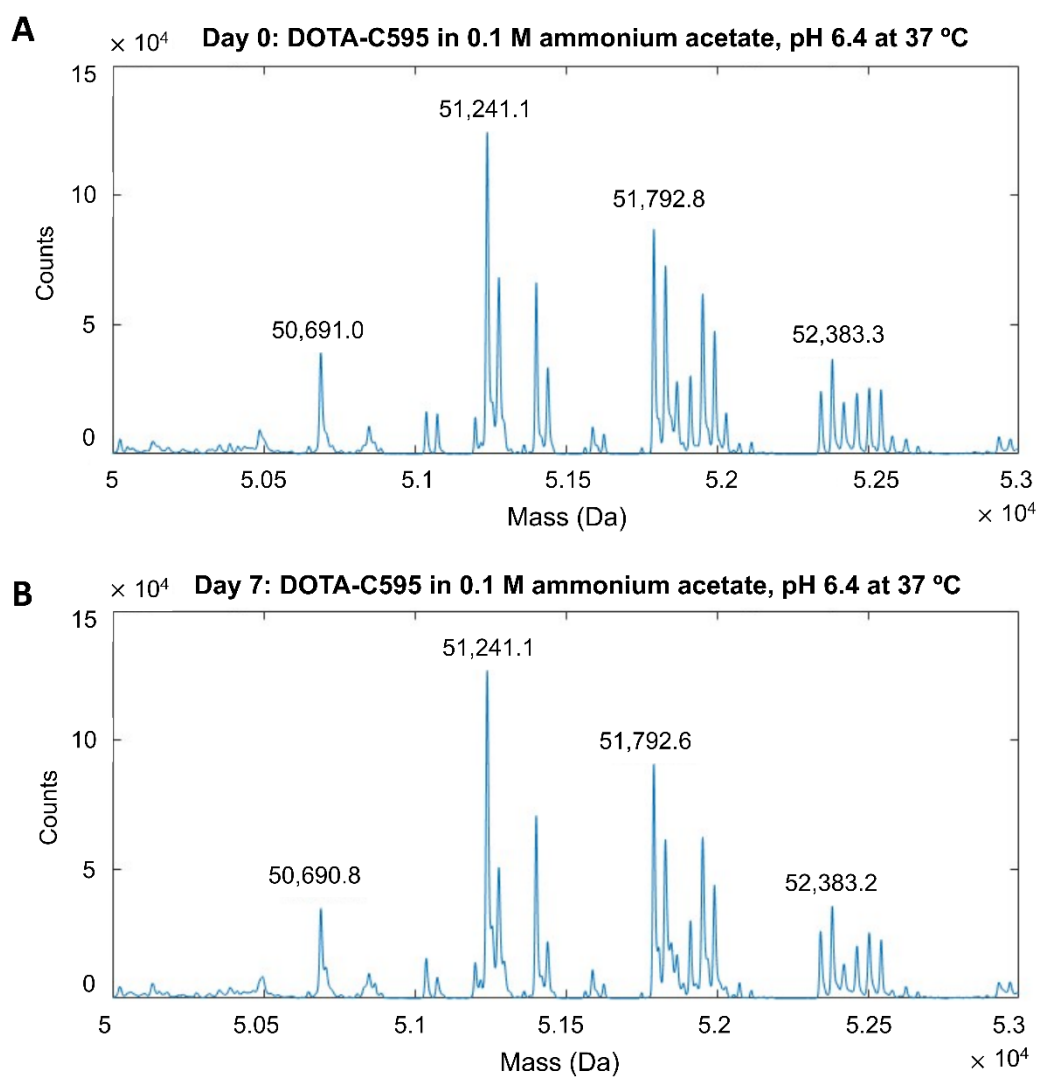 A
× 10⁴ Day 0: DOTA-C595 in 0.1 M ammonium acetate, pH 6.4 at 37 ºC
15
51,241.1
51,792.8
10
Counts
50,691.0
52,383.3
5
0
5 5.05 5.1 5.15 5.2 5.25 5.3
Mass (Da)
× 10⁴
B
× 10⁴ Day 7: DOTA-C595 in 0.1 M ammonium acetate, pH 6.4 at 37 ºC
15
51,241.1
51,792.6
10
Counts
50,690.8
52,383.2
5
0
5 5.05 5.1 5.15 5.2 5.25 5.3
Mass (Da)
× 10⁴